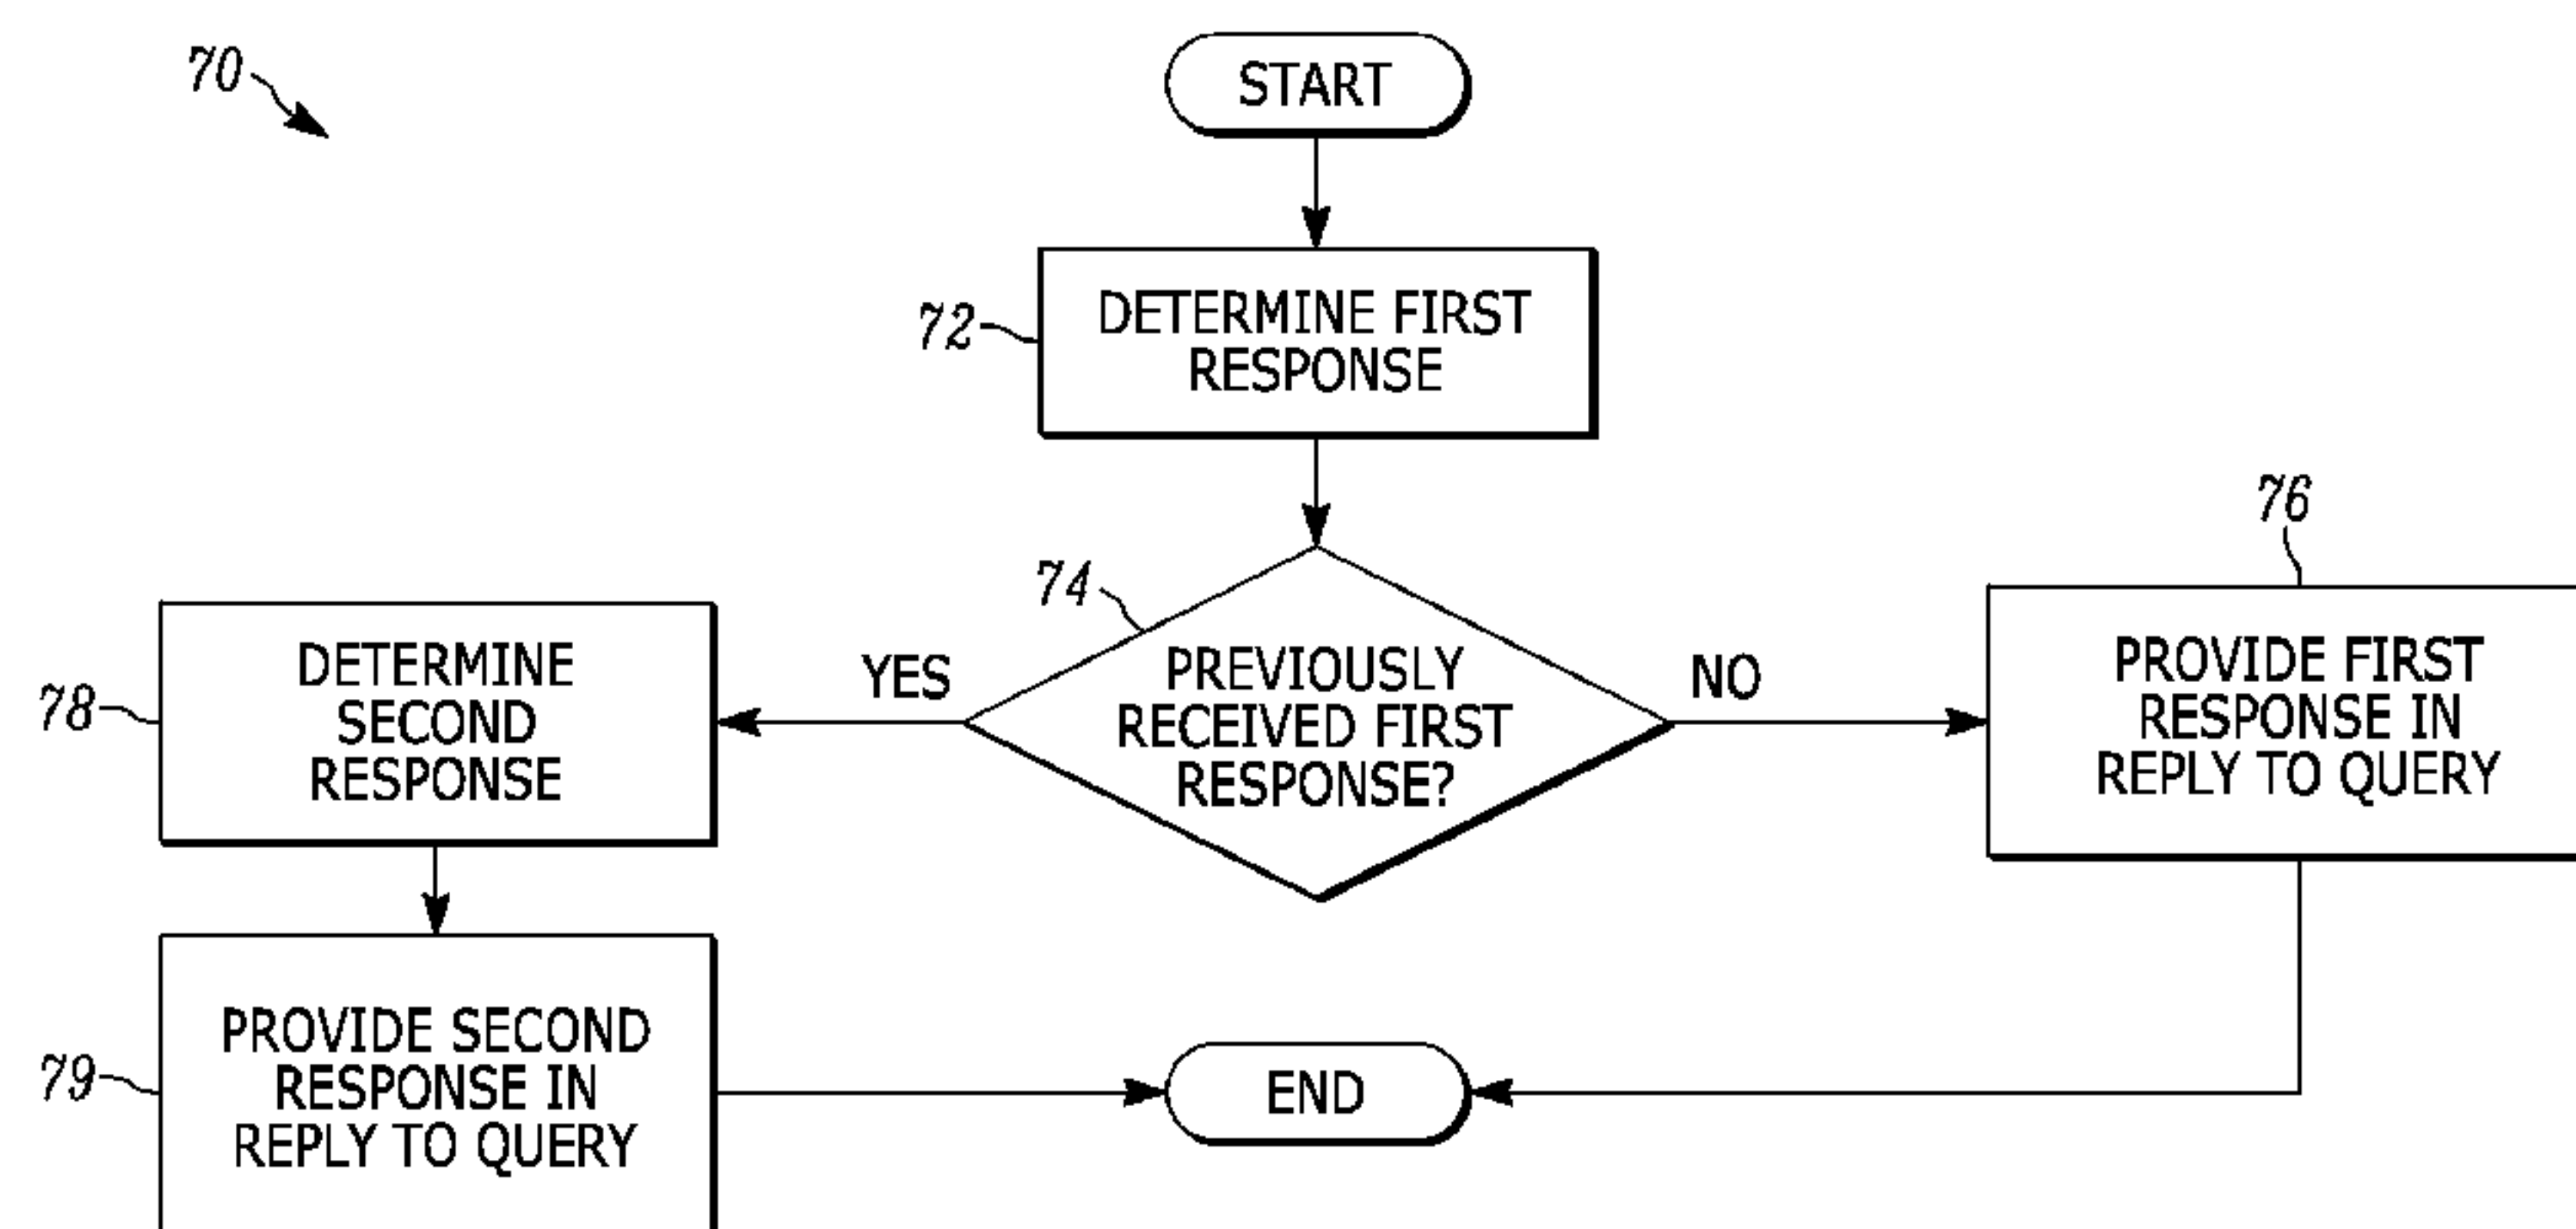 70
START
72
DETERMINE FIRST
RESPONSE
76
74
PREVIOUSLY
RECEIVED FIRST
RESPONSE?
YES
NO
78
DETERMINE
SECOND
RESPONSE
PROVIDE FIRST
RESPONSE IN
REPLY TO QUERY
79
PROVIDE SECOND
RESPONSE IN
REPLY TO QUERY
END